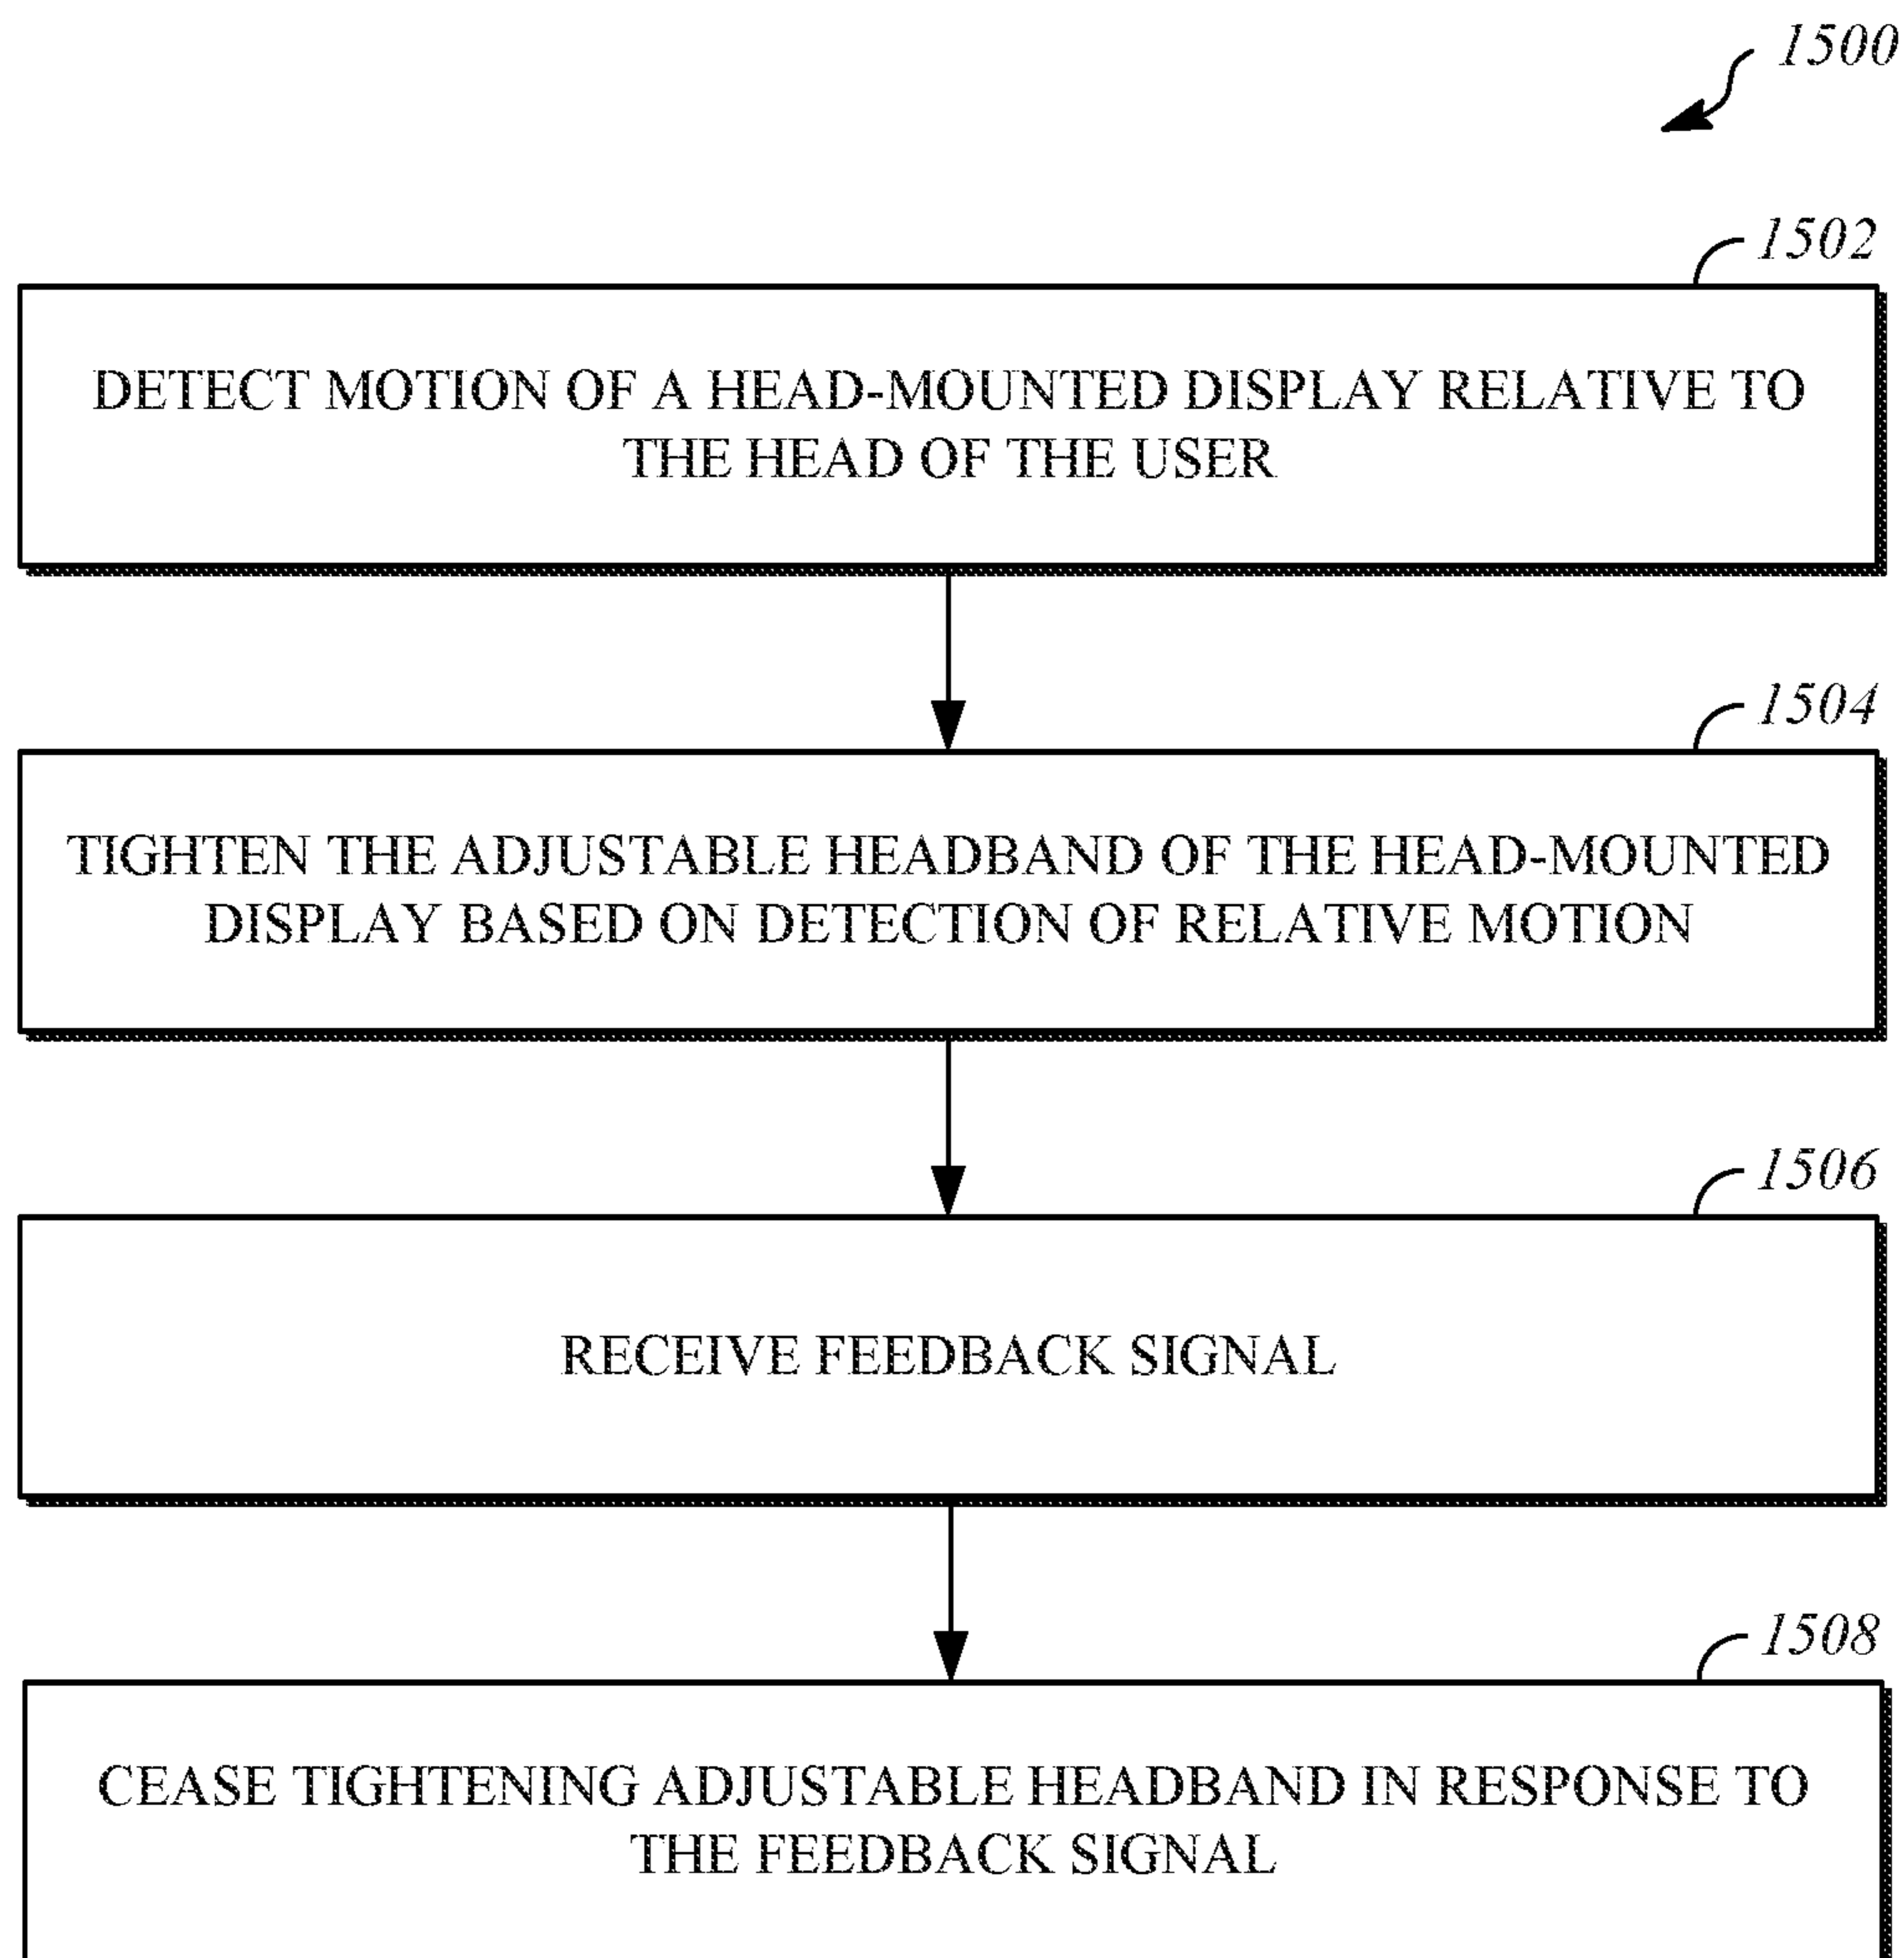 1500
1502
DETECT MOTION OF A HEAD-MOUNTED DISPLAY RELATIVE TO
THE HEAD OF THE USER
1504
TIGHTEN THE ADJUSTABLE HEADBAND OF THE HEAD-MOUNTED
DISPLAY BASED ON DETECTION OF RELATIVE MOTION
1506
RECEIVE FEEDBACK SIGNAL
1508
CEASE TIGHTENING ADJUSTABLE HEADBAND IN RESPONSE TO
THE FEEDBACK SIGNAL